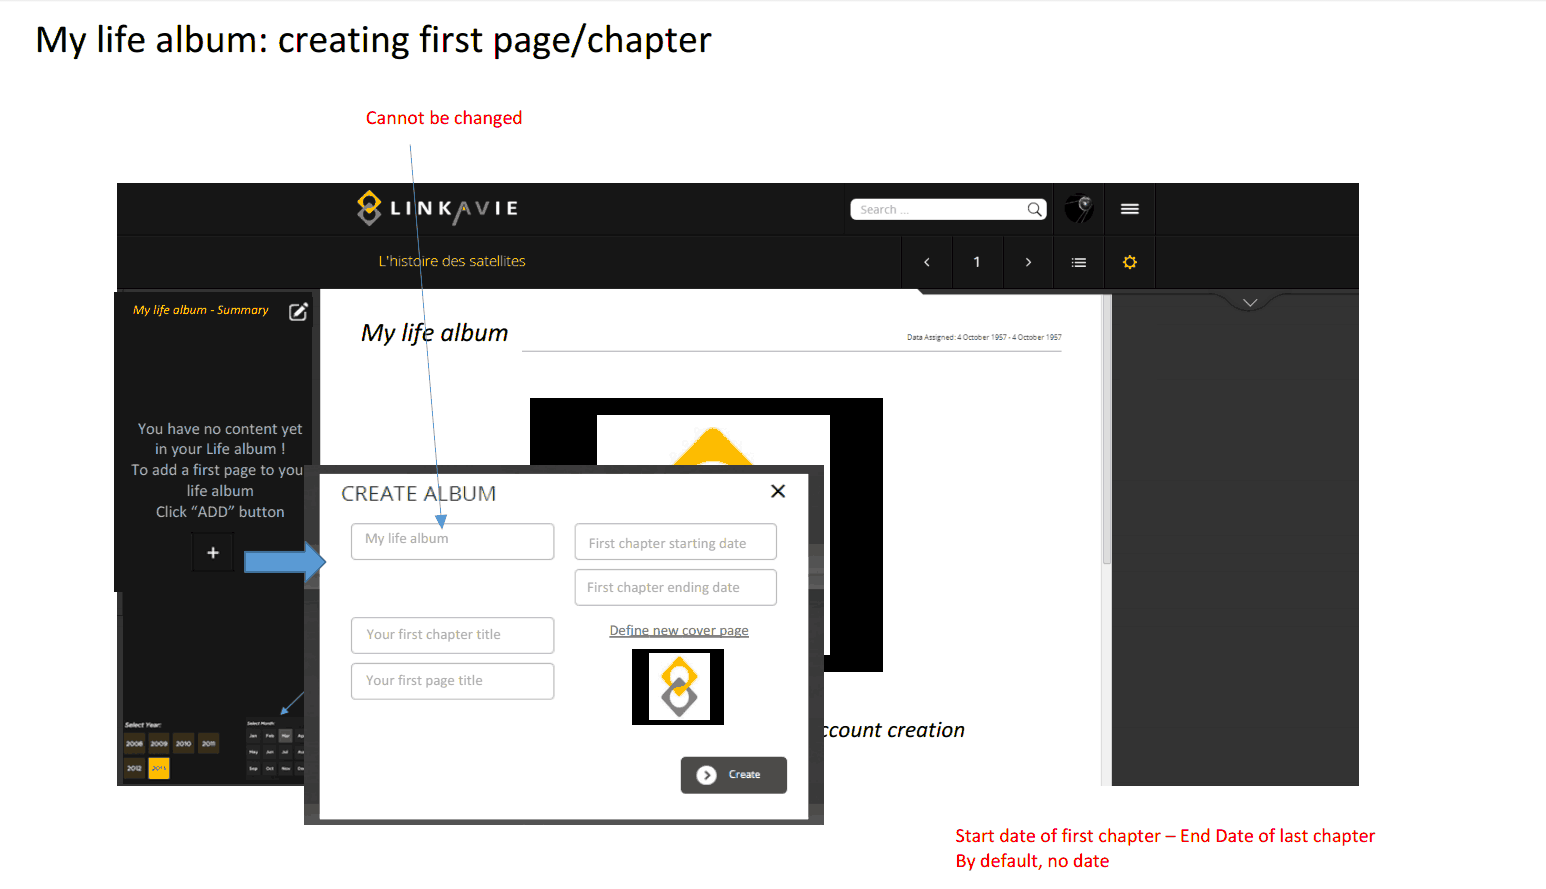 My life album: creating first page/chapter
Cannot be changed
LINKAVIE
Search ...
L'histoire des satellites
1
My life album - Summary
My life album
Data Assigned: 4 October 1957 - 4 October 1957
You have no content yet
in your Life album !
To add a first page to you
life album
Click “ADD” button
+
CREATE ALBUM
My life album
First chapter starting date
First chapter ending date
Your first chapter title
Define new cover page
Your first page title
ccount creation
Create
Select Year:
2008 2009 2010 2011
2012
Select Month:
Jan Feb Mar Ap
May Jun Jul Au
Sep Oct Nov De
Start date of first chapter – End Date of last chapter
By default, no date